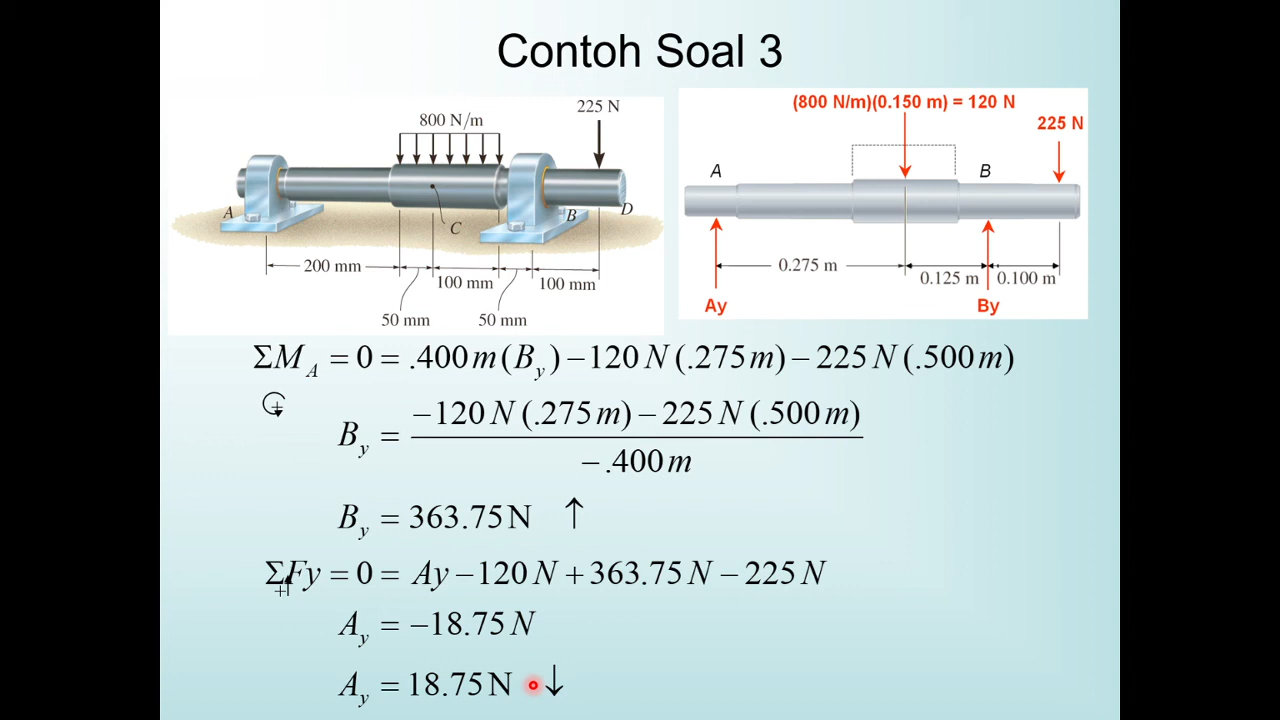 Contoh Soal 3
225 N
800 N/m
A
C
B
D
200 mm
100 mm
100 mm
50 mm
50 mm
(800 N/m)(0.150 m) = 120 N
225 N
A
B
0.275 m
0.125 m
0.100 m
Ay
By
ΣM_A = 0 = .400 m (B_y) − 120 N (.275 m) − 225 N (.500 m)
+
B_y = (−120 N (.275 m) − 225 N (.500 m)) / (− .400 m)
B_y = 363.75 N ↑
ΣFy = 0 = Ay − 120 N + 363.75 N − 225 N
+
A_y = −18.75 N
A_y = 18.75 N ↓